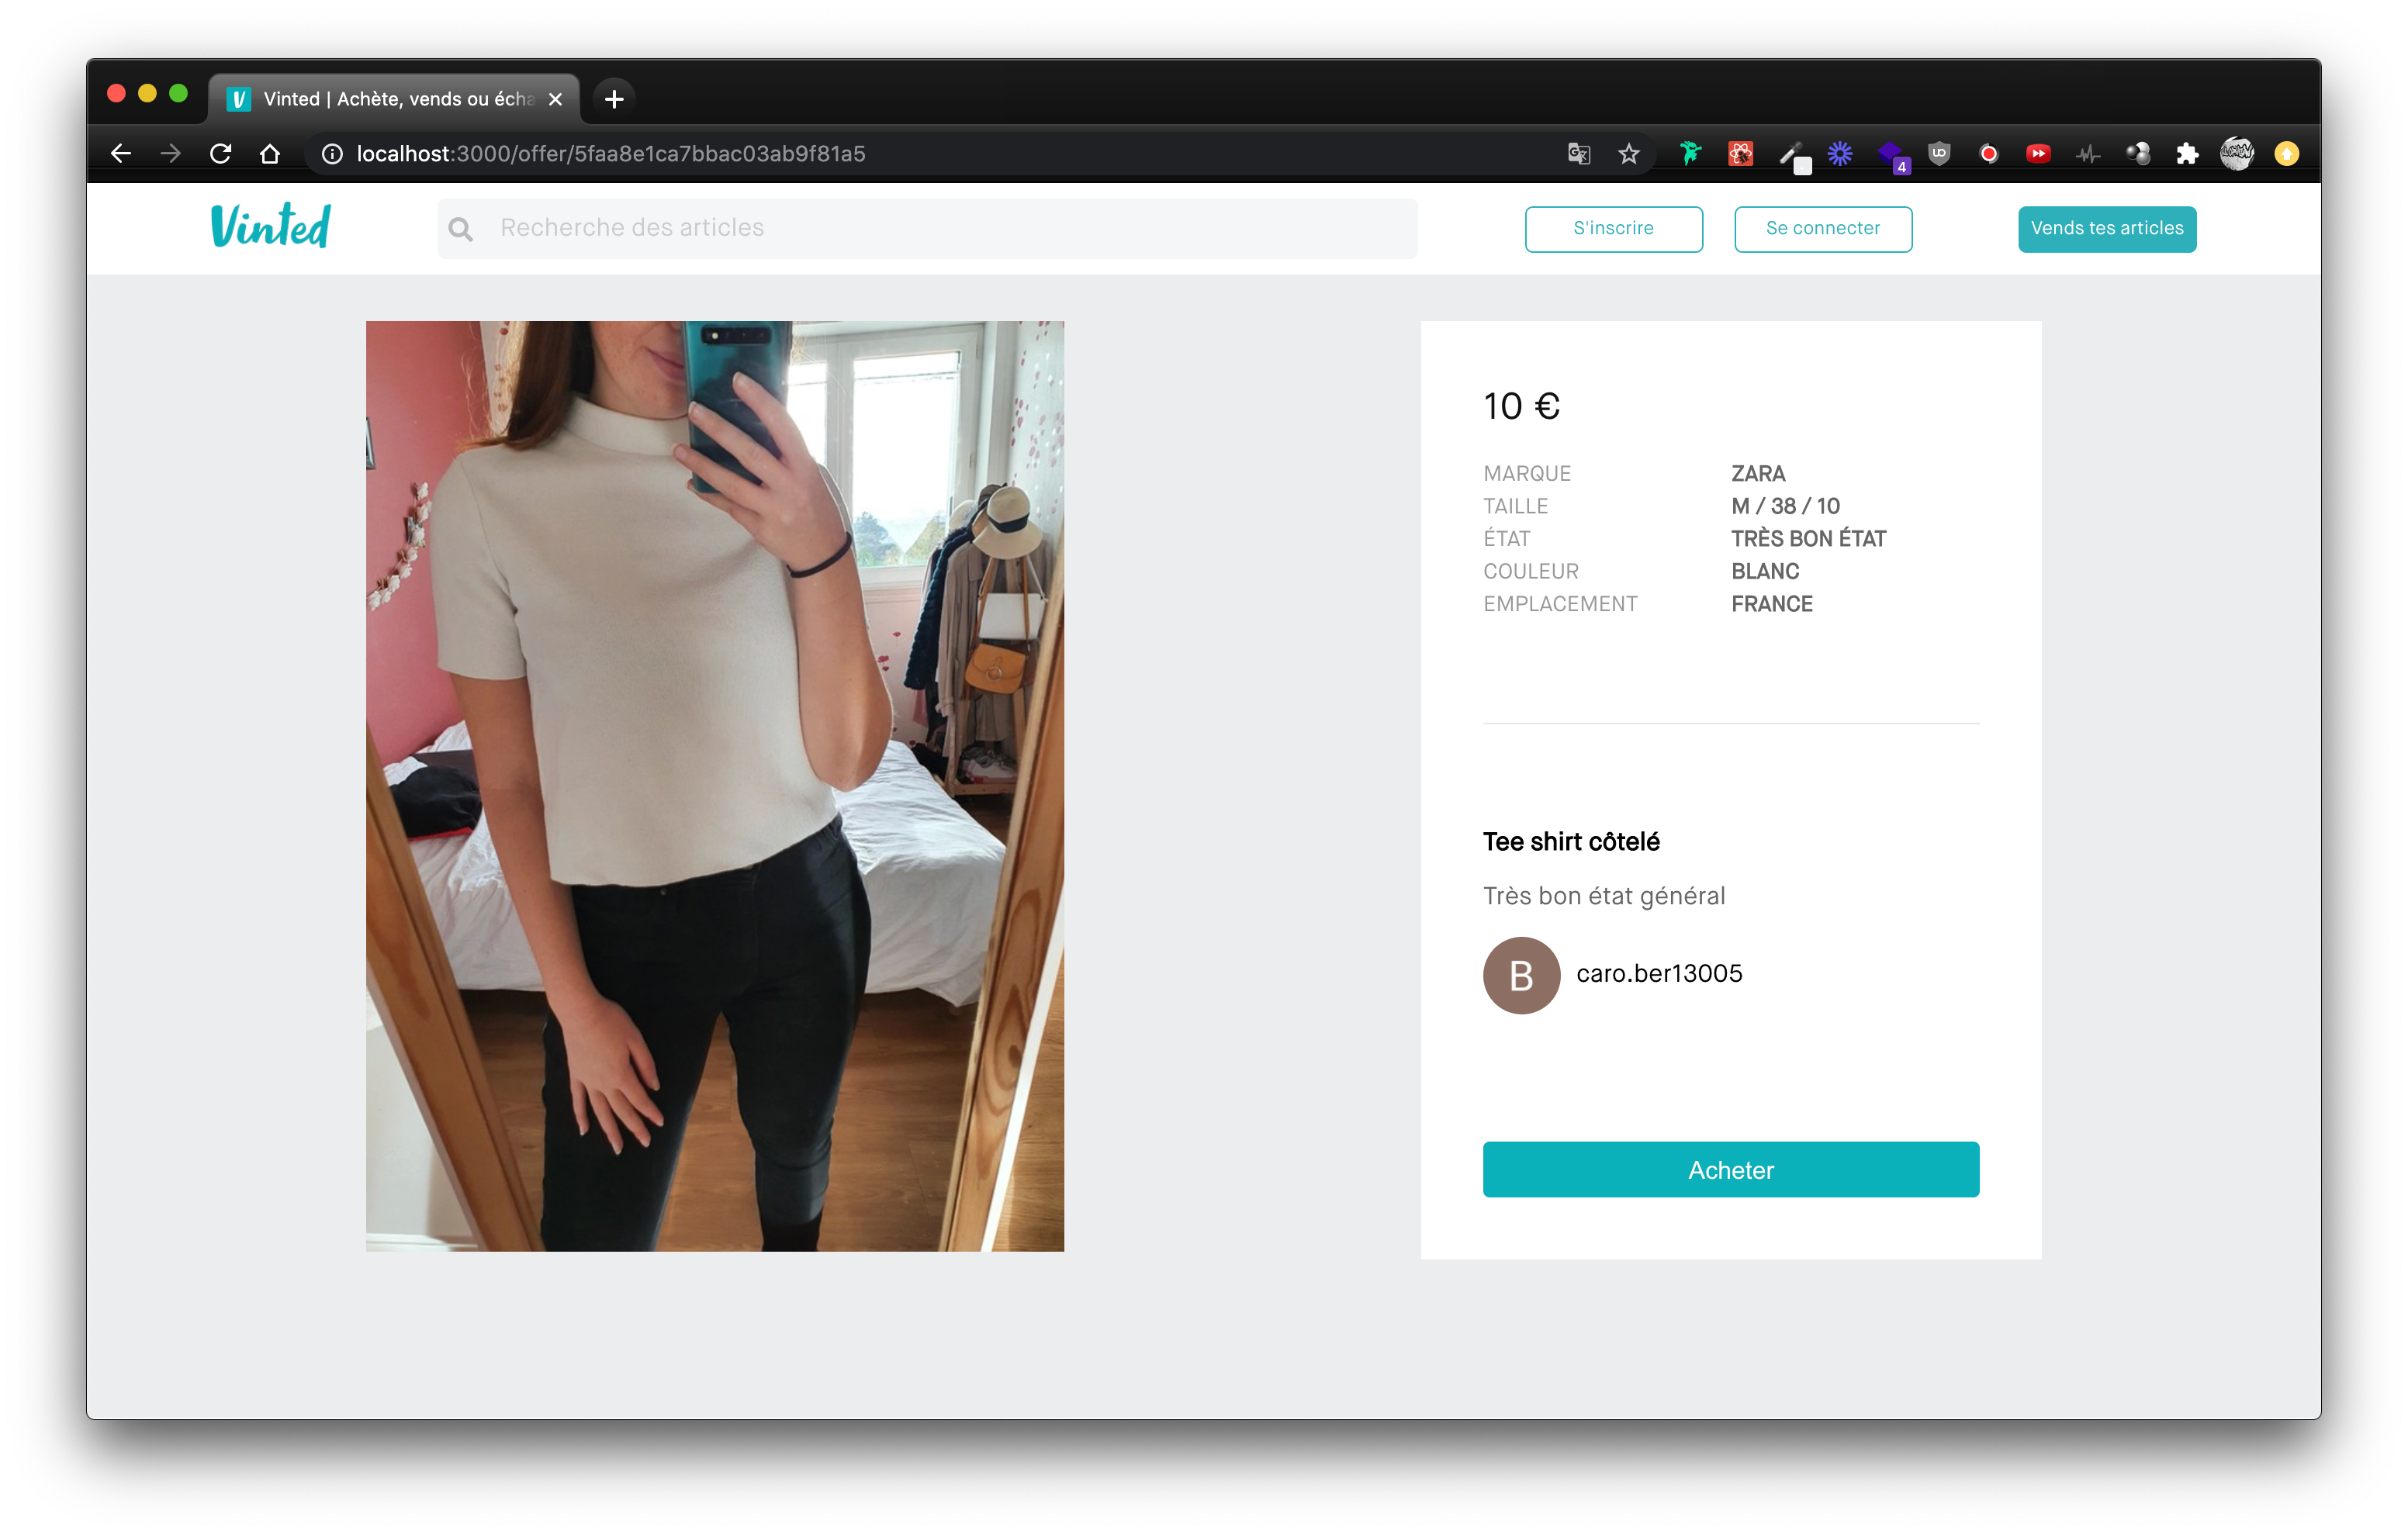 Vinted | Achète, vends ou écha
localhost:3000/offer/5faa8e1ca7bbac03ab9f81a5
4
Vinted
Recherche des articles
S'inscrire
Se connecter
Vends tes articles
10 €
MARQUE ZARA
TAILLE M / 38 / 10
ÉTAT TRÈS BON ÉTAT
COULEUR BLANC
EMPLACEMENT FRANCE
Tee shirt côtelé
Très bon état général
B caro.ber13005
Acheter